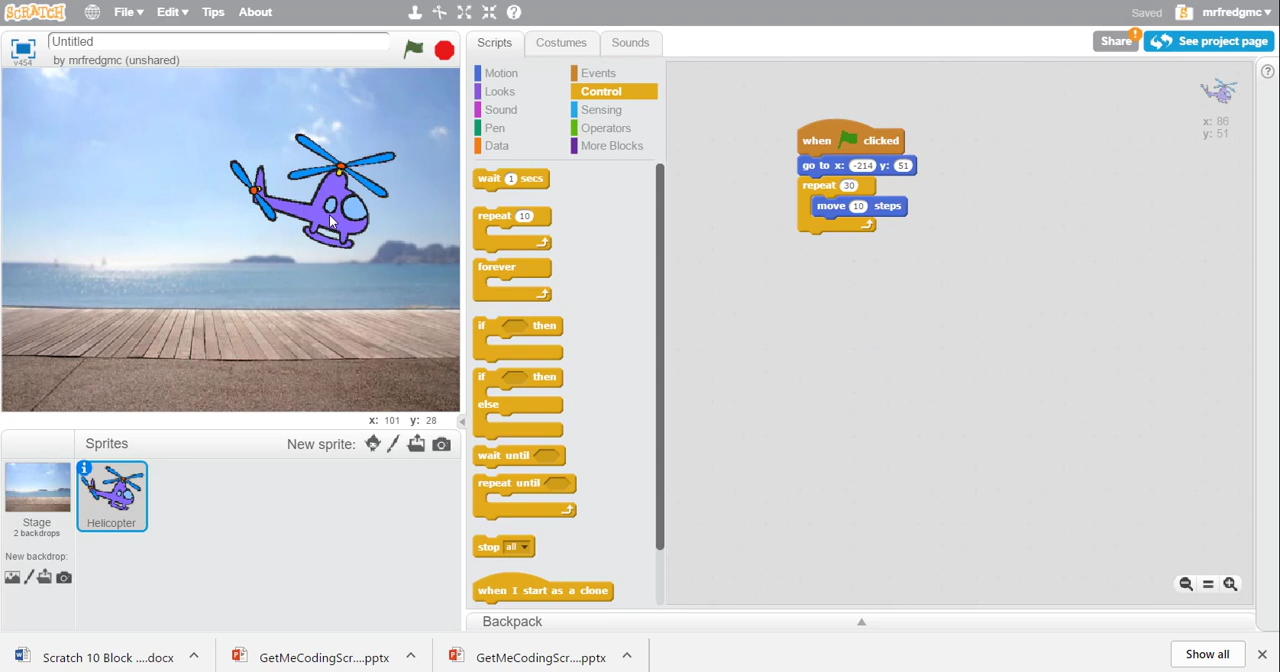 SCRATCH File▾ Edit▾ Tips About Saved mrfredgmc▾
v454 Untitled
by mrfredgmc (unshared)
Scripts Costumes Sounds Share ! See project page
Motion Events
Looks Control
Sound Sensing
Pen Operators
Data More Blocks
wait 1 secs
repeat 10
forever
if then
if then
else
wait until
repeat until
stop all▾
when I start as a clone
when clicked
go to x: -214 y: 51
repeat 30
move 10 steps
x: 86
y: 51
?
x: 101 y: 28
Sprites New sprite:
Stage
2 backdrops
New backdrop:
i
Helicopter
Backpack
Scratch 10 Block ....docx
GetMeCodingScr....pptx
GetMeCodingScr....pptx
Show all